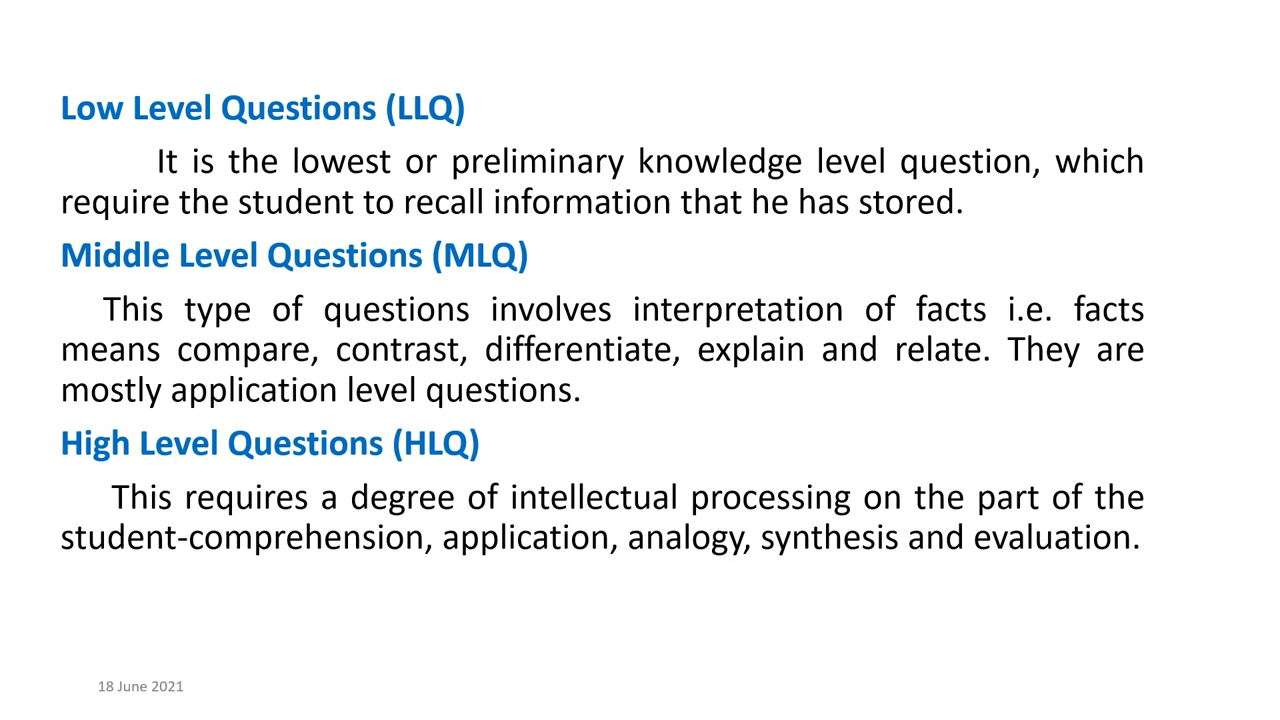 Low Level Questions (LLQ)
It is the lowest or preliminary knowledge level question, which
require the student to recall information that he has stored.
Middle Level Questions (MLQ)
This type of questions involves interpretation of facts i.e. facts
means compare, contrast, differentiate, explain and relate. They are
mostly application level questions.
High Level Questions (HLQ)
This requires a degree of intellectual processing on the part of the
student-comprehension, application, analogy, synthesis and evaluation.
18 June 2021